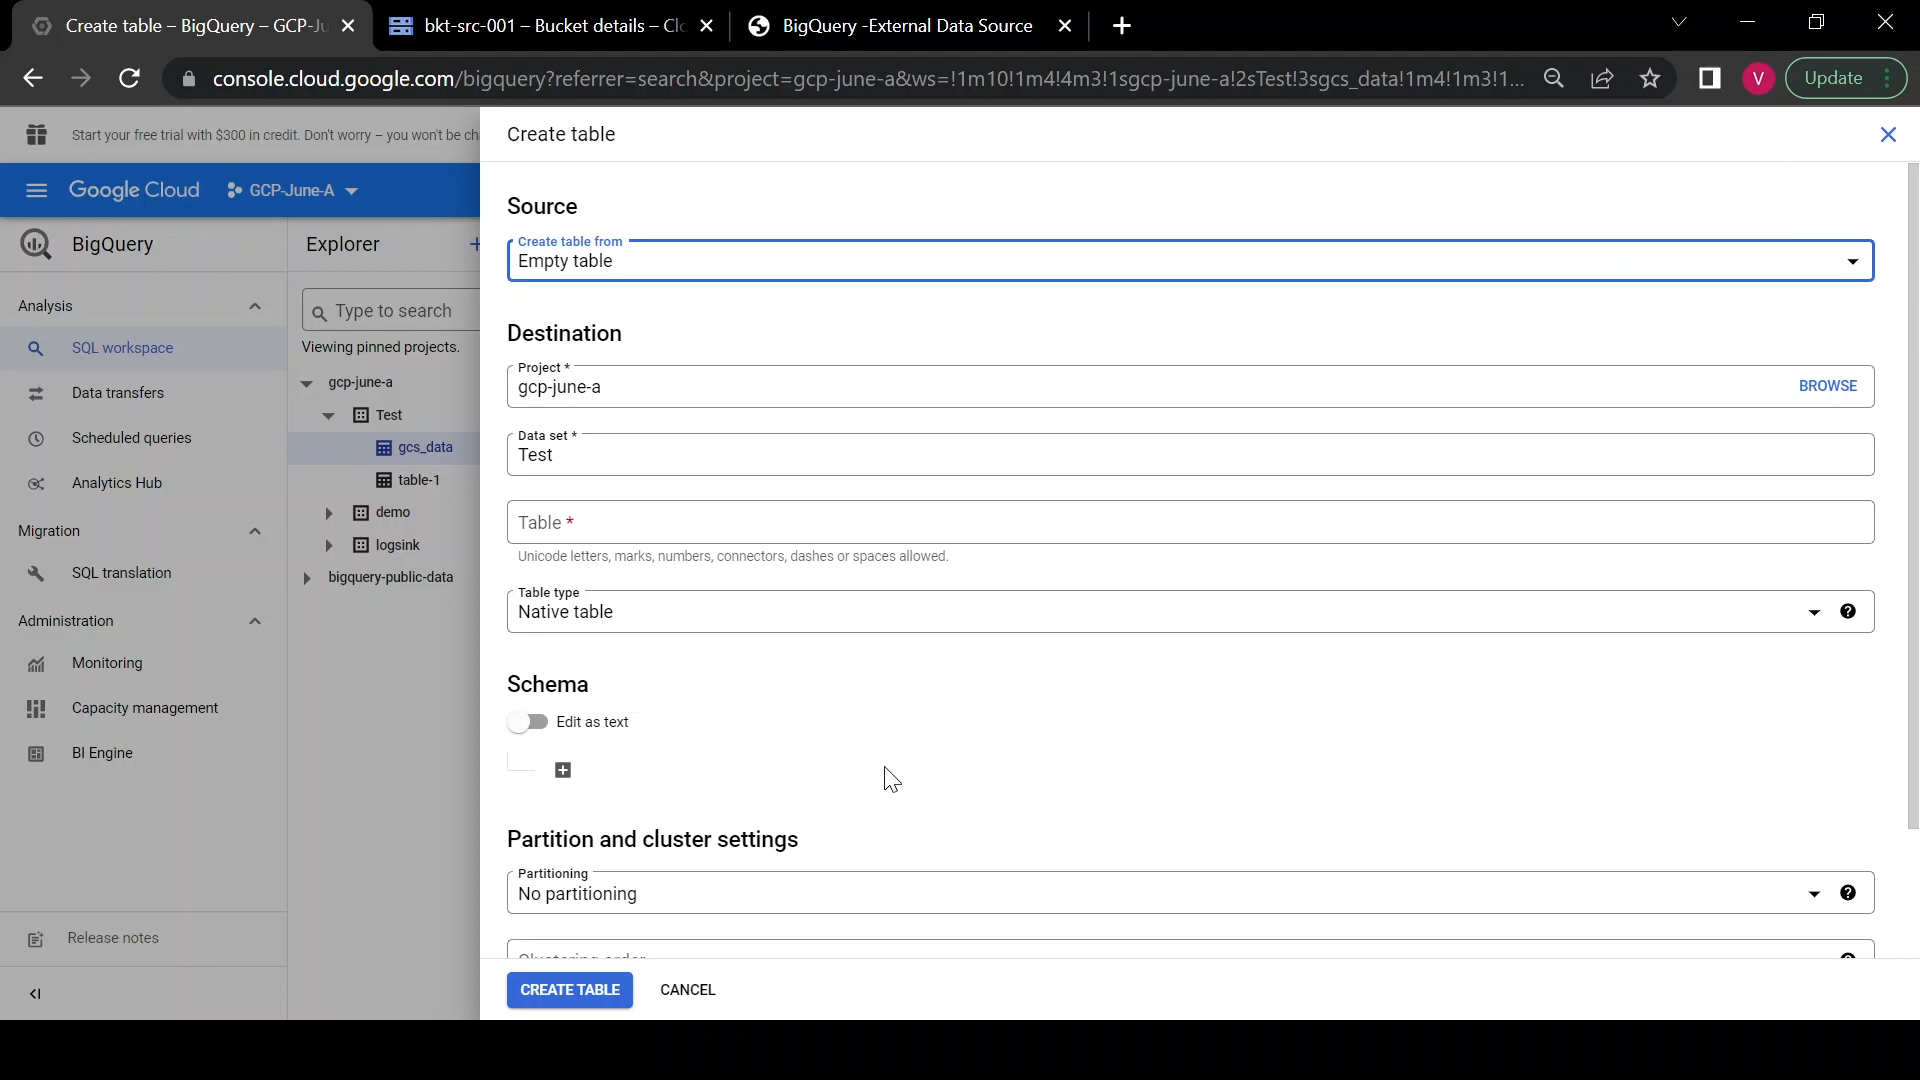 Create table – BigQuery – GCP-Ju
bkt-src-001 – Bucket details – Clo
BigQuery -External Data Source
console.cloud.google.com/bigquery?referrer=search&project=gcp-june-a&ws=!1m10!1m4!4m3!1sgcp-june-a!2sTest!3sgcs_data!1m4!1m3!1...
V
Update
Start your free trial with $300 in credit. Don't worry – you won't be ch
Google Cloud
GCP-June-A
BigQuery
Analysis
SQL workspace
Data transfers
Scheduled queries
Analytics Hub
Migration
SQL translation
Administration
Monitoring
Capacity management
BI Engine
Release notes
Explorer
Type to search
Viewing pinned projects.
gcp-june-a
Test
gcs_data
table-1
demo
logsink
bigquery-public-data
Create table
Source
Create table from
Empty table
Destination
Project *
gcp-june-a
BROWSE
Data set *
Test
Table *
Unicode letters, marks, numbers, connectors, dashes or spaces allowed.
Table type
Native table
Schema
Edit as text
Partition and cluster settings
Partitioning
No partitioning
CREATE TABLE
CANCEL